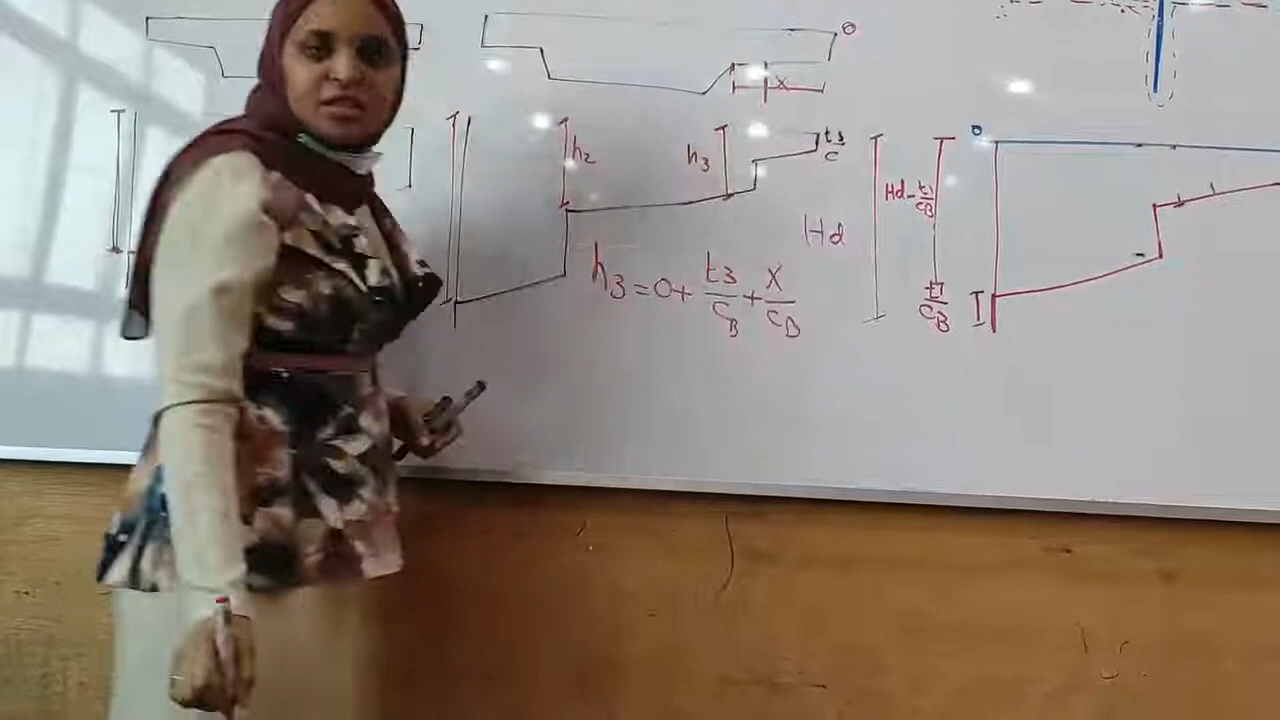 o
X
h2
h3
t3/c
h3 = 0 + t3/CB + X/CB
Hd
o
Hd - t1/CB
t1/CB